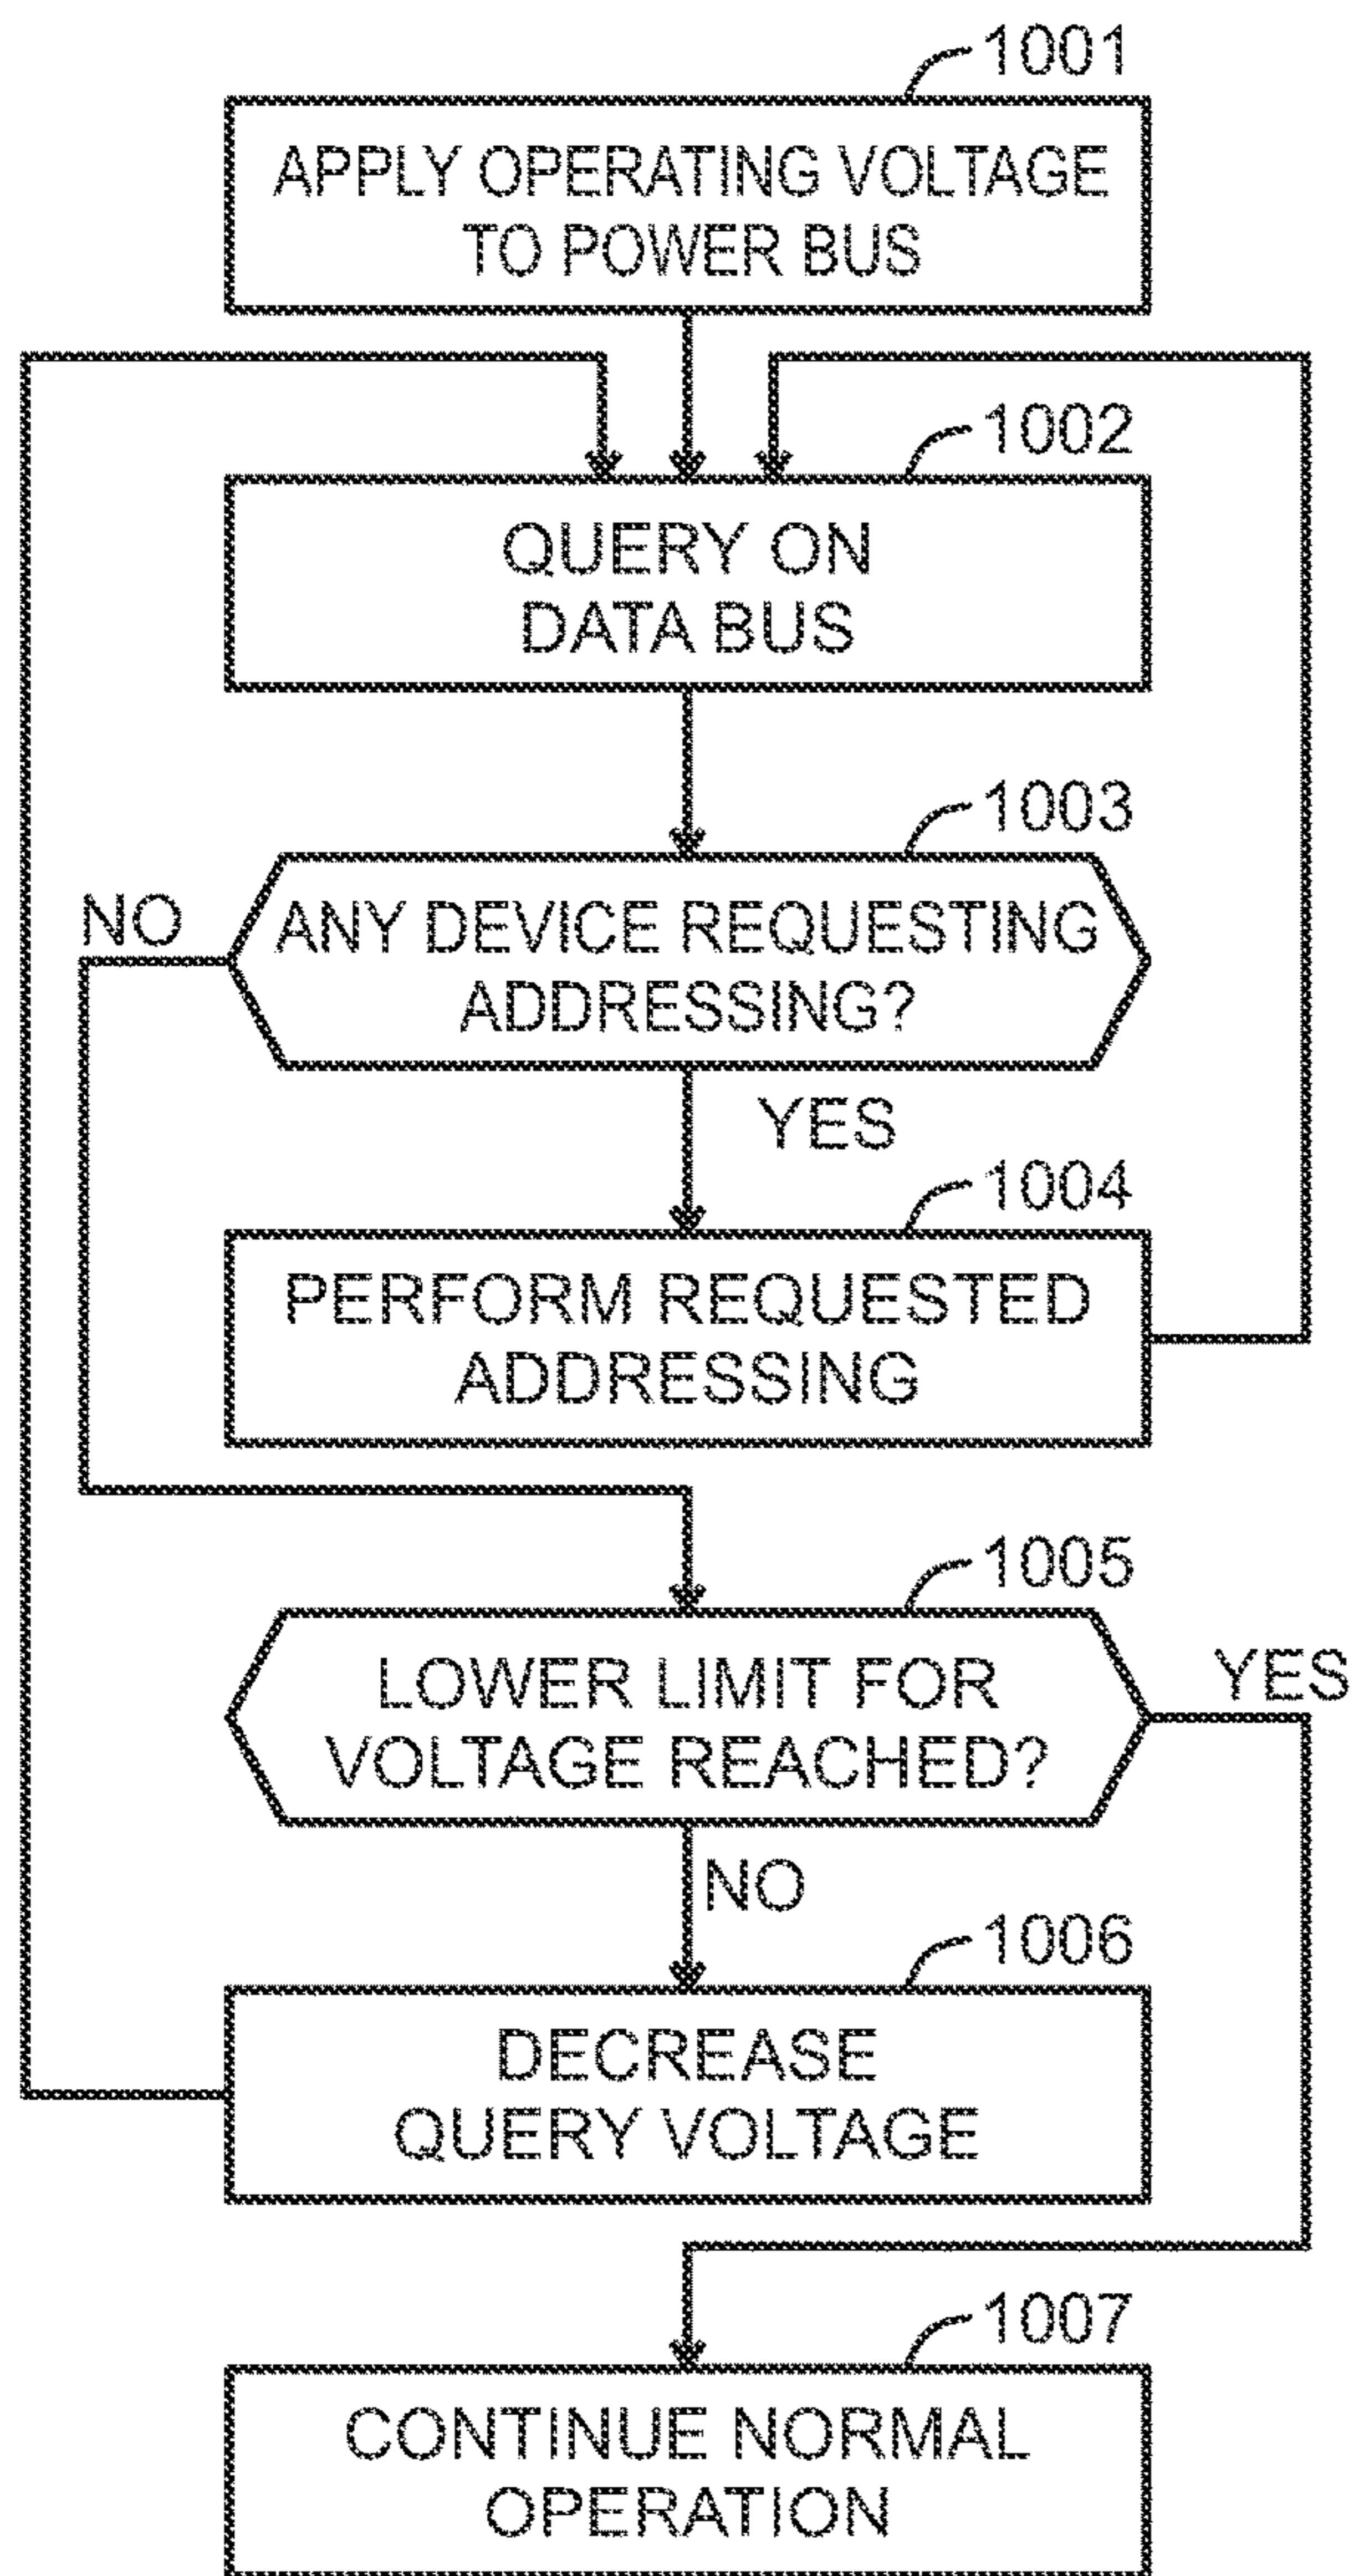 1001
APPLY OPERATING VOLTAGE
TO POWER BUS
1002
QUERY ON
DATA BUS
1003
NO
ANY DEVICE REQUESTING
ADDRESSING?
YES
1004
PERFORM REQUESTED
ADDRESSING
1005
LOWER LIMIT FOR
VOLTAGE REACHED?
YES
NO
1006
DECREASE
QUERY VOLTAGE
1007
CONTINUE NORMAL
OPERATION